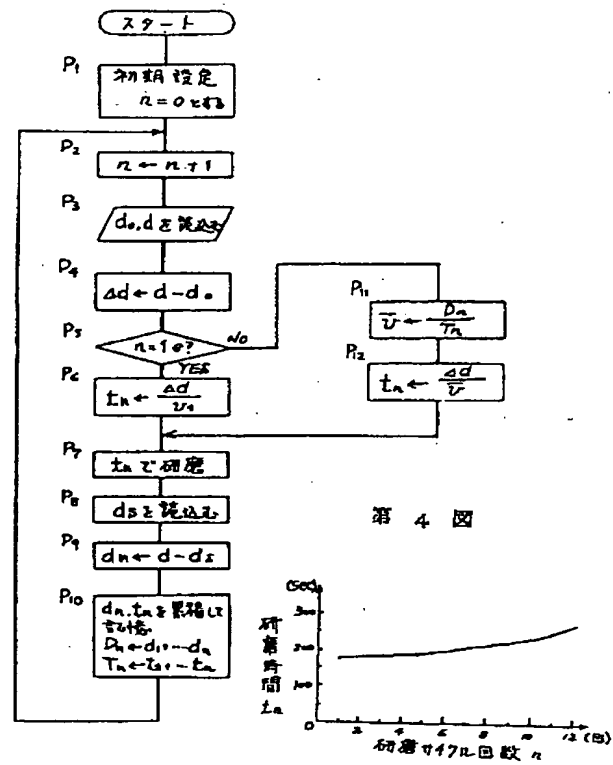 スタート
P₁
初期設定
n=0とする
P₂
n ← n+1
P₃
d₀.dを読込む
P₄
Δd ← d-d₀
P₅
n=1か?
NO
YES
P₆
tn ← Δd/v₀
P₇
tnで研磨
P₈
dsを読込む
P₉
dn ← d-ds
P₁₀
dn.tnを累積して
記憶
Dn ← d₁,…dn
Tn ← t₁,…tn
P₁₁
v̄ ← Dn/Tn
P₁₂
tn ← Δd/v̄
第 4 図
(sec)
300
200
100
0
研磨時間 tn
2 4 6 8 10 12 (回)
研磨サイクル回数 n